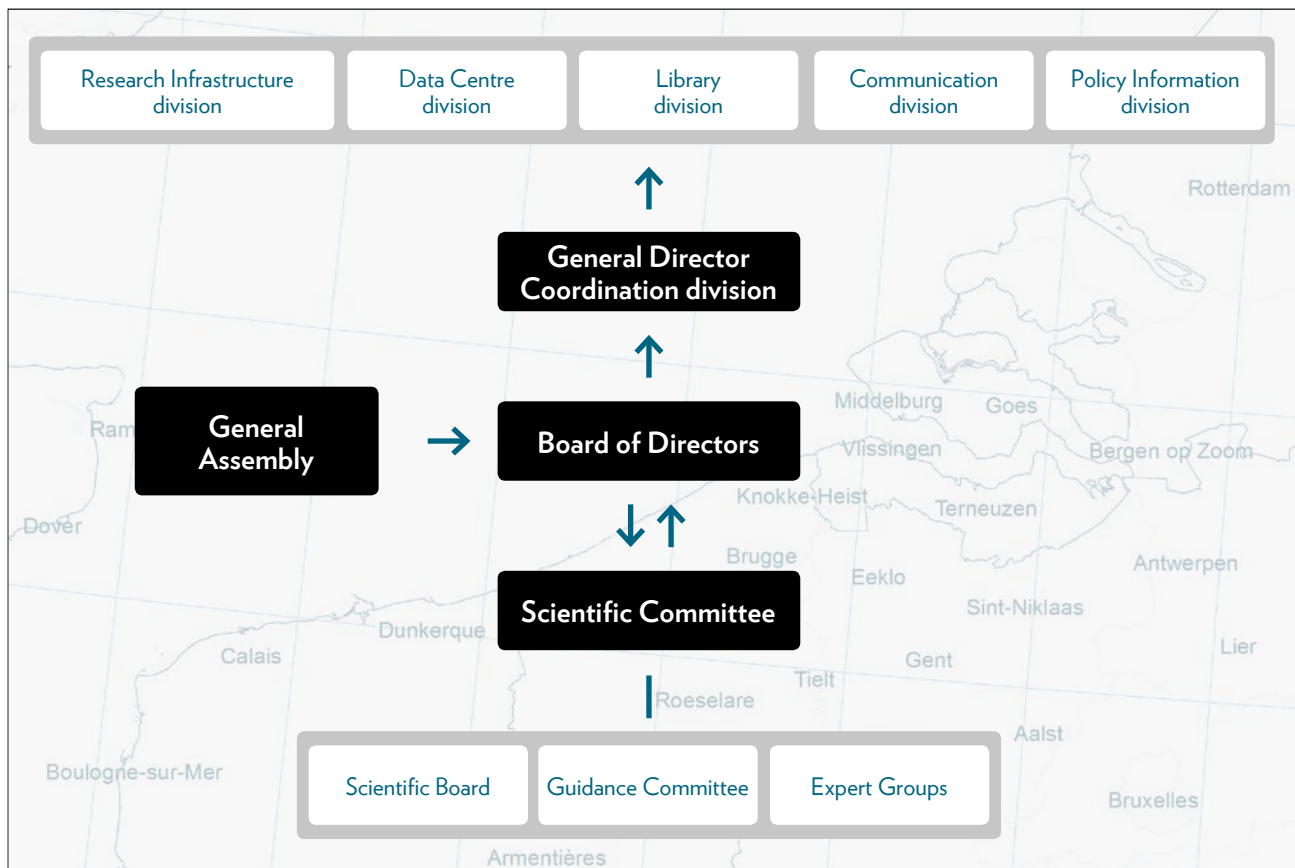 Research Infrastructure
division
Data Centre
division
Library
division
Communication
division
Policy Information
division
Rotterdam
General Director
Coordination division
General
Assembly
Ram
Board of Directors
Middelburg
Goes
Vlissingen
Bergen op Zoom
Knokke-Heist
Terneuzen
Dover
Brugge
Eeklo
Antwerpen
Sint-Niklaas
Scientific Committee
Dunkerque
Calais
Gent
Lier
Tielt
Roeselare
Aalst
Boulogne-sur-Mer
Scientific Board
Guidance Committee
Expert Groups
Bruxelles
Armentières